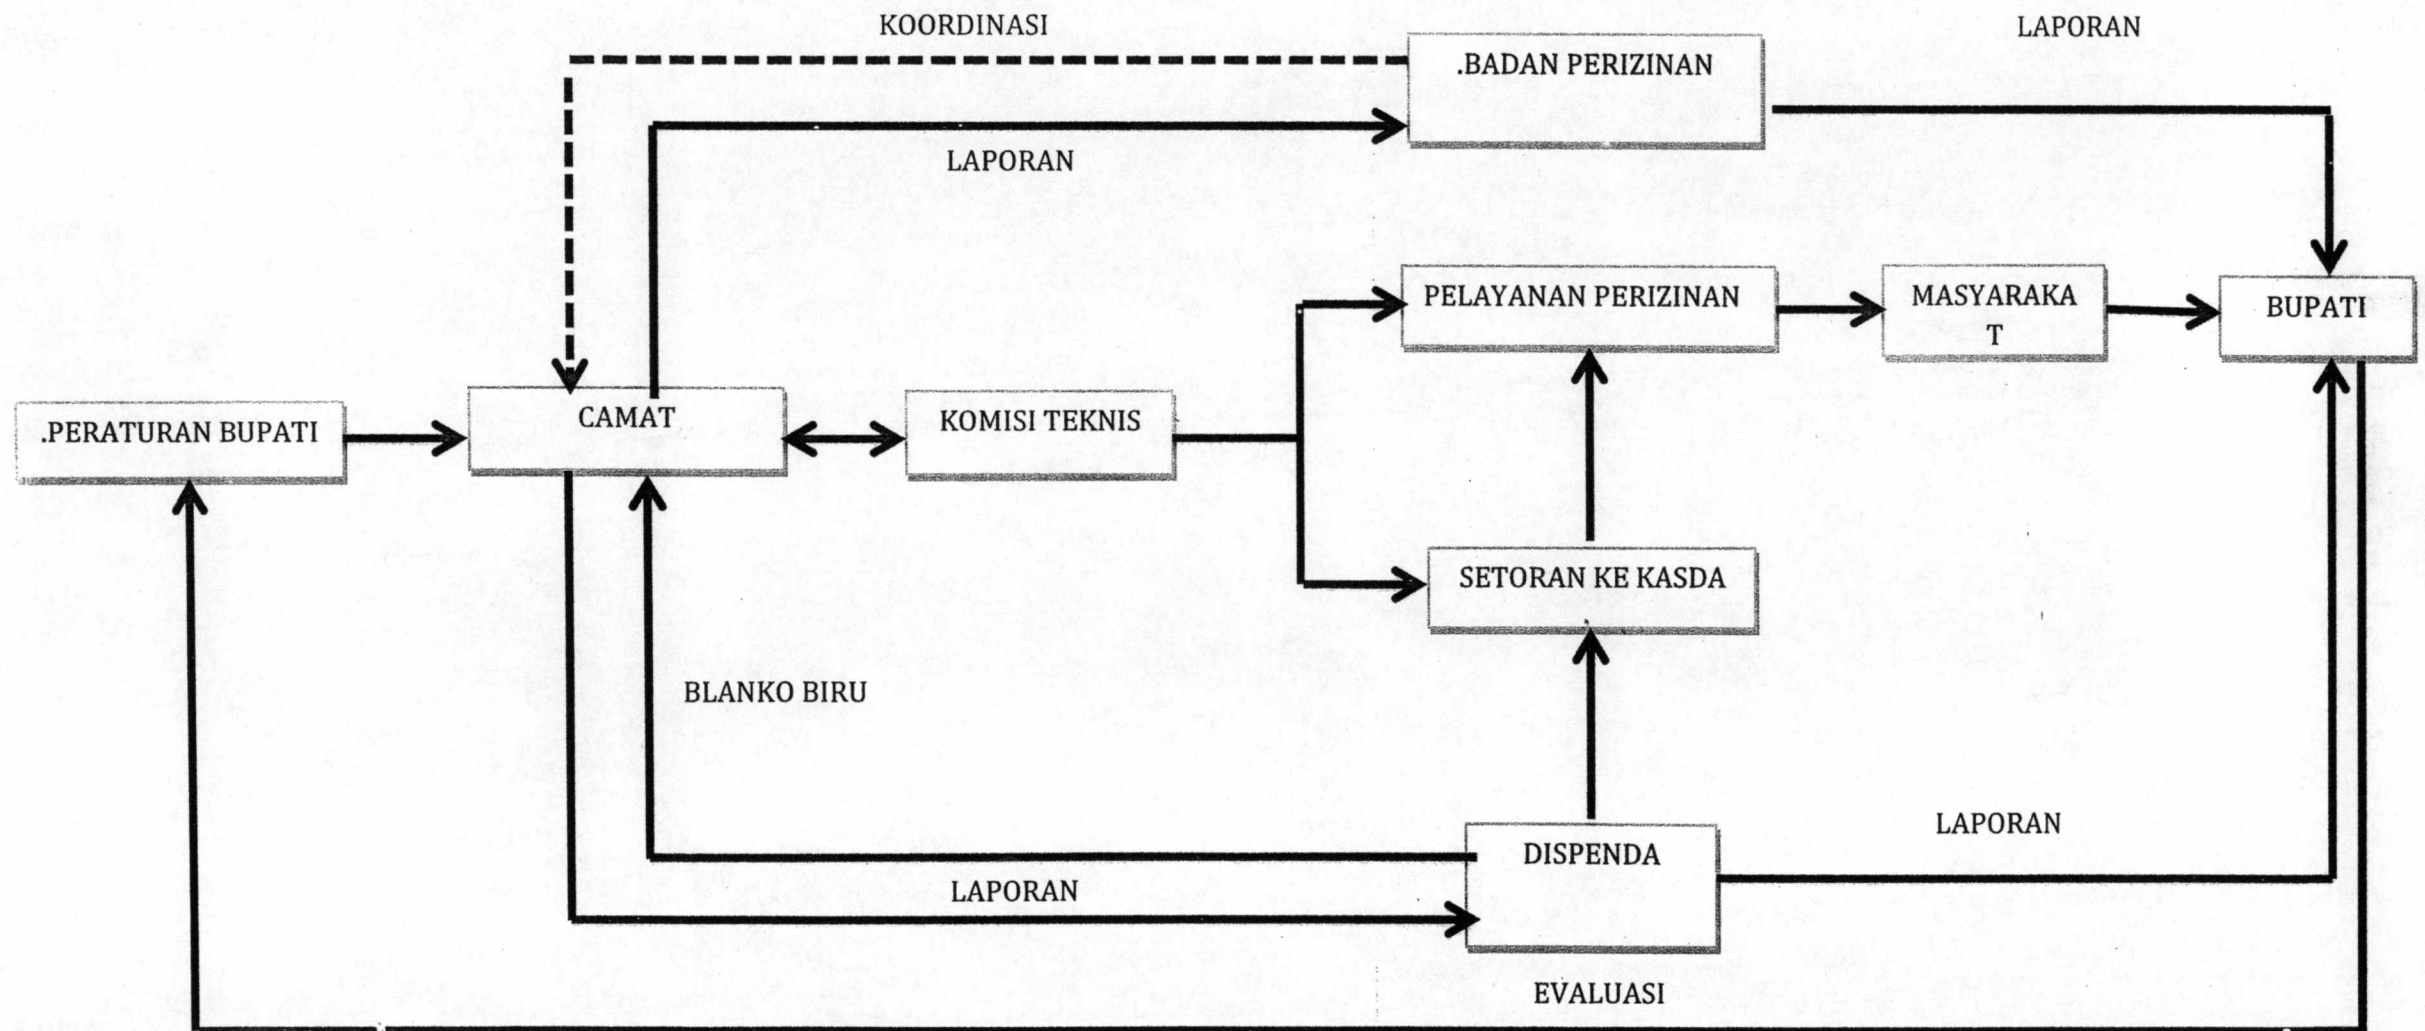 KOORDINASI
LAPORAN
.BADAN PERIZINAN
LAPORAN
PELAYANAN PERIZINAN
MASYARAKA
T
BUPATI
.PERATURAN BUPATI
CAMAT
KOMISI TEKNIS
SETORAN KE KASDA
BLANKO BIRU
LAPORAN
DISPENDA
LAPORAN
EVALUASI